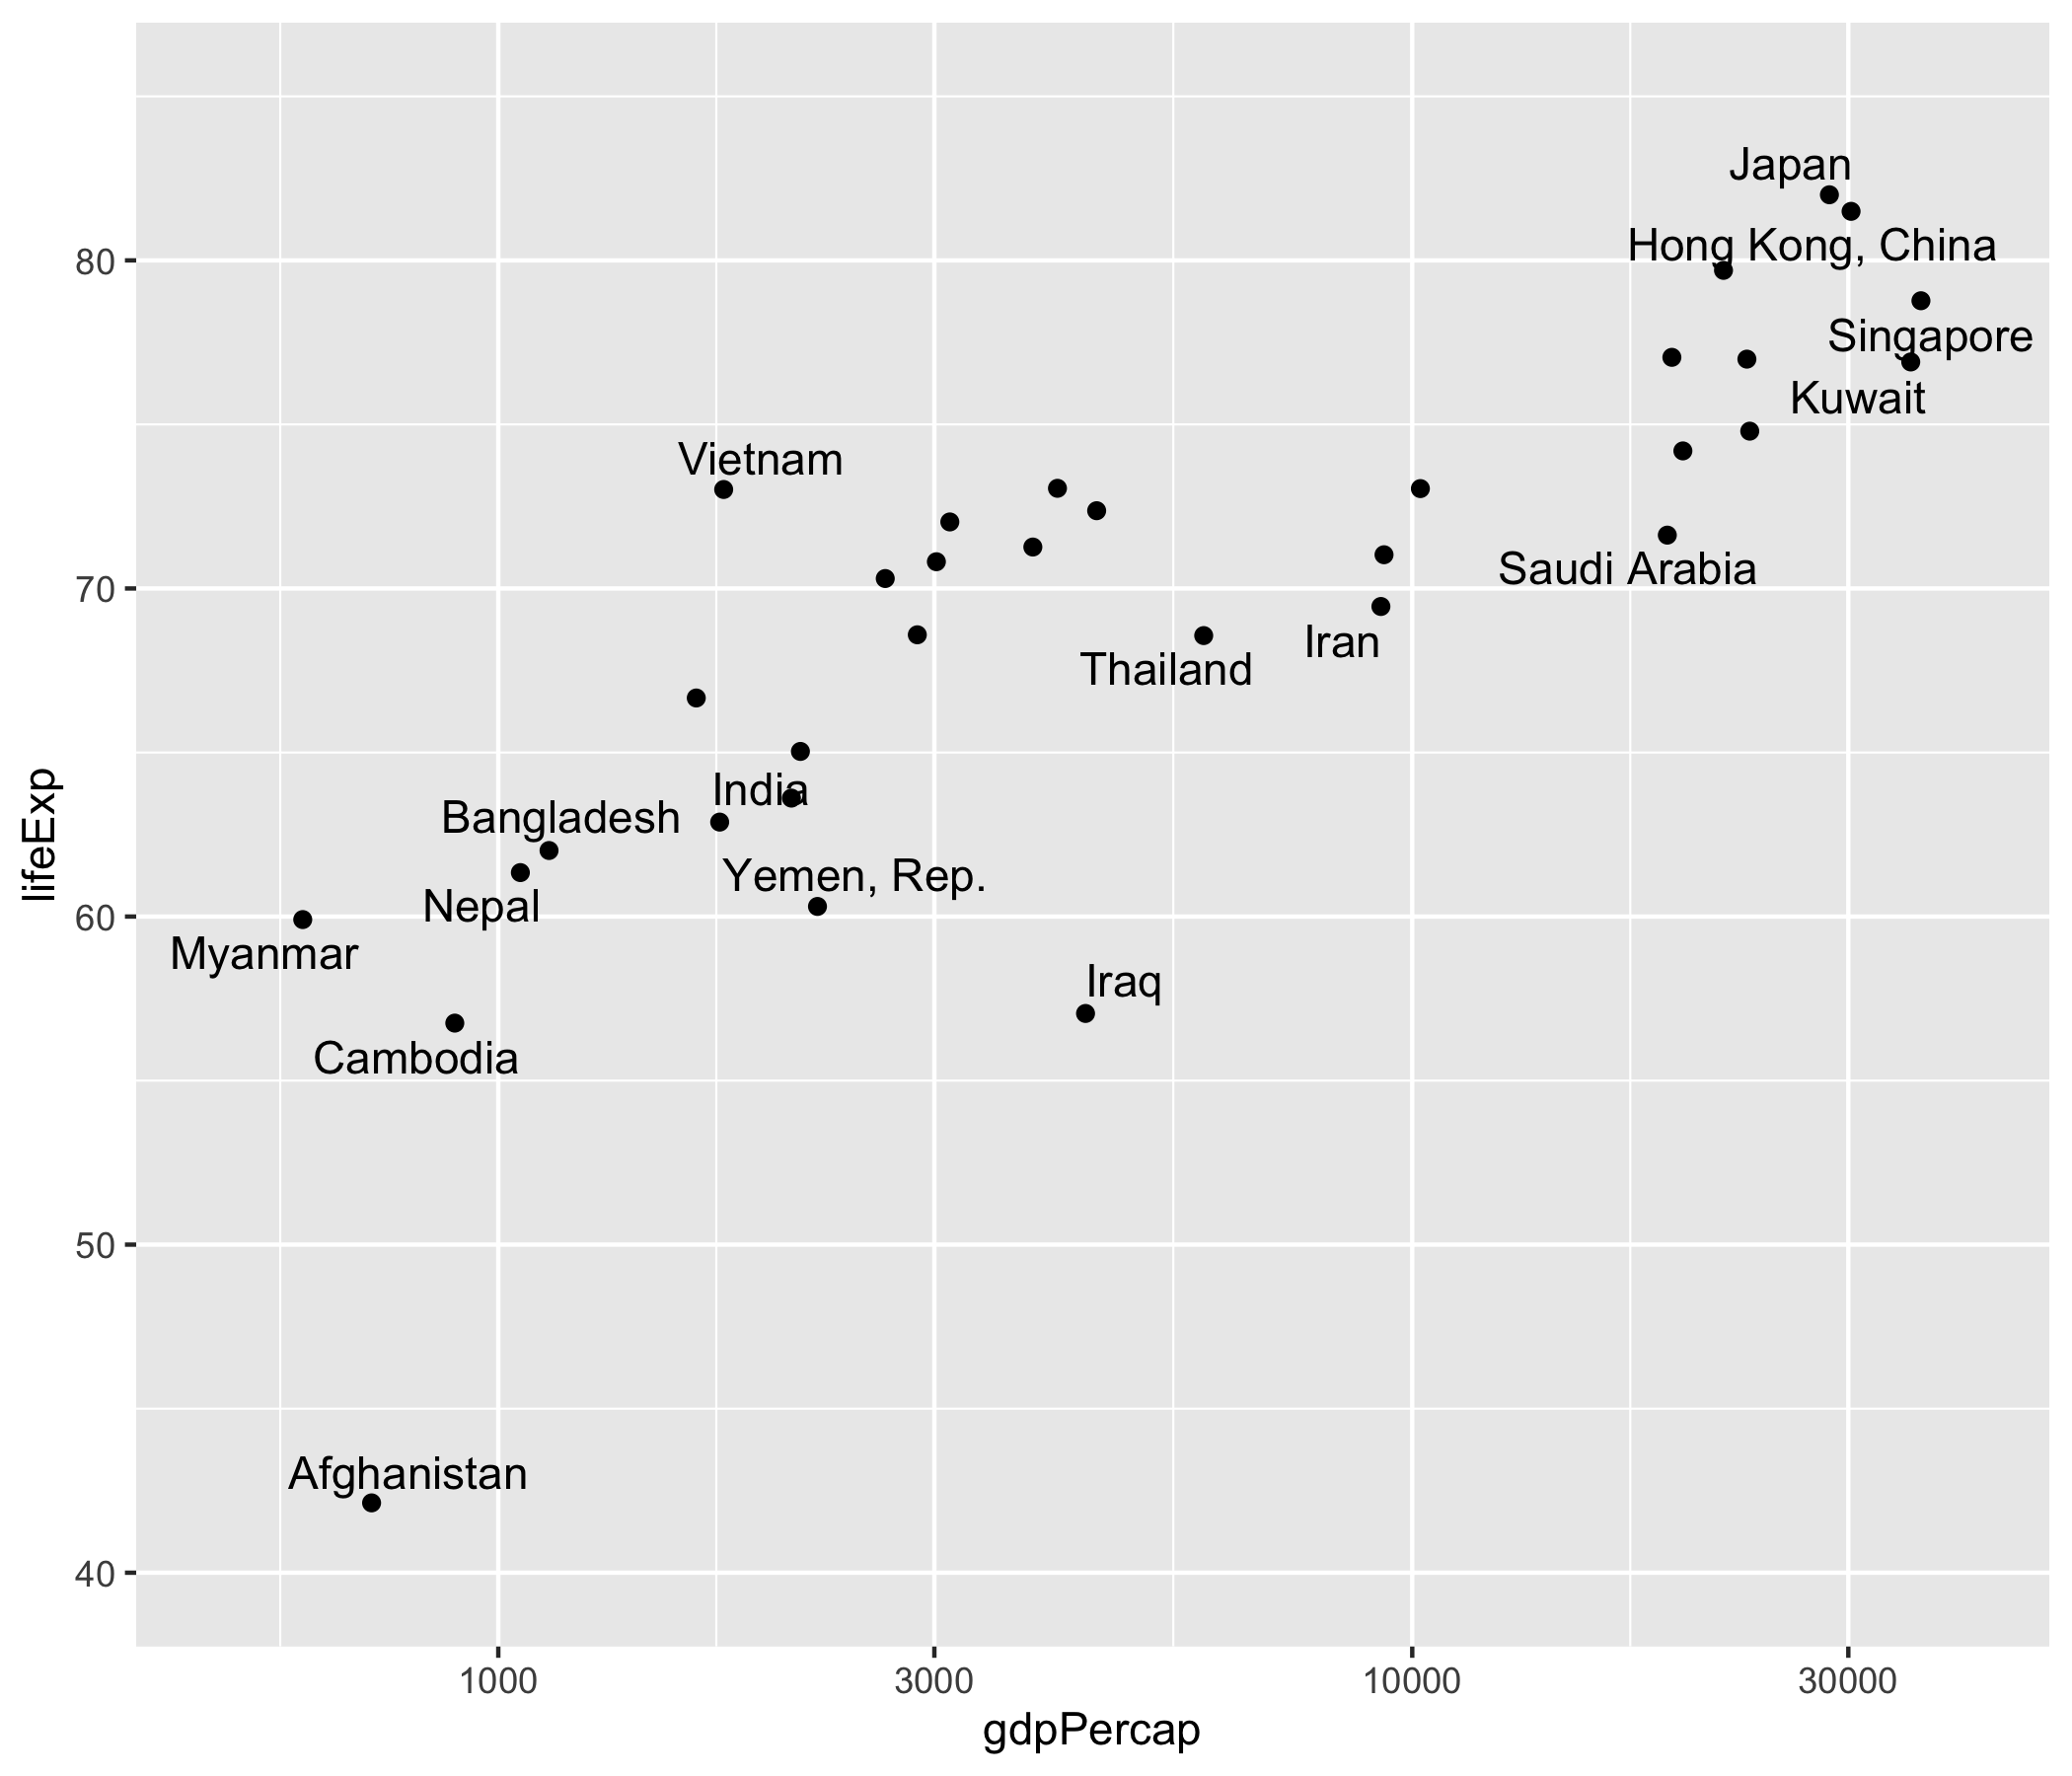 Japan
80
Hong Kong, China
Singapore
Kuwait
Vietnam
Saudi Arabia
70
Iran
Thailand
India
Bangladesh
lifeExp
Yemen, Rep.
Nepal
60
Myanmar
Iraq
Cambodia
50
Afghanistan
40
1000 3000 10000 30000
gdpPercap